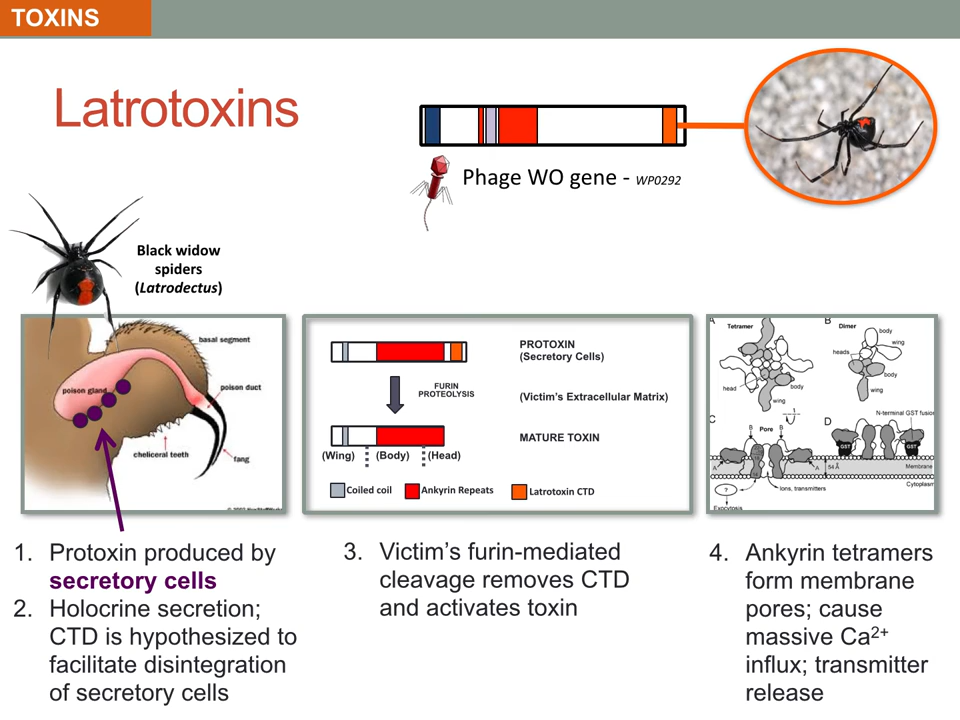 TOXINS
Latrotoxins
Phage WO gene - WP0292
Black widow
spiders
(Latrodectus)
basal segment
poison gland
poison duct
cheliceral teeth
fang
PROTOXIN
(Secretory Cells)
FURIN
PROTEOLYSIS
(Victim's Extracellular Matrix)
MATURE TOXIN
(Wing)
(Body)
(Head)
Coiled coil
Ankyrin Repeats
Latrotoxin CTD
A
Tetramer
head
body
wing
B
Dimer
body
wing
heads
body
wing
C
B
Pore
B
A
A
?
Ions, transmitters
Exocytosis
D
N-terminal GST fusion
GST
GST
54 Å
Membrane
Cytoplasm
1. Protoxin produced by
secretory cells
2. Holocrine secretion;
CTD is hypothesized to
facilitate disintegration
of secretory cells
3. Victim's furin-mediated
cleavage removes CTD
and activates toxin
4. Ankyrin tetramers
form membrane
pores; cause
massive Ca2+
influx; transmitter
release